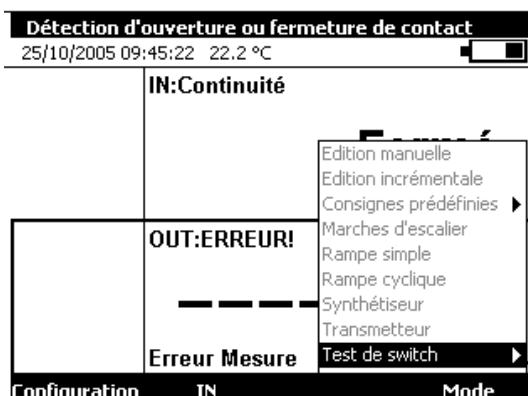 Détection d'ouverture ou fermeture de contact
25/10/2005 09:45:22 22.2 °C
IN:Continuité
Edition manuelle
Edition incrémentale
Consignes prédéfinies
Marches d'escalier
Rampe simple
Rampe cyclique
Synthétiseur
Transmetteur
Test de switch
OUT:ERREUR!
Erreur Mesure
Configuration IN Mode